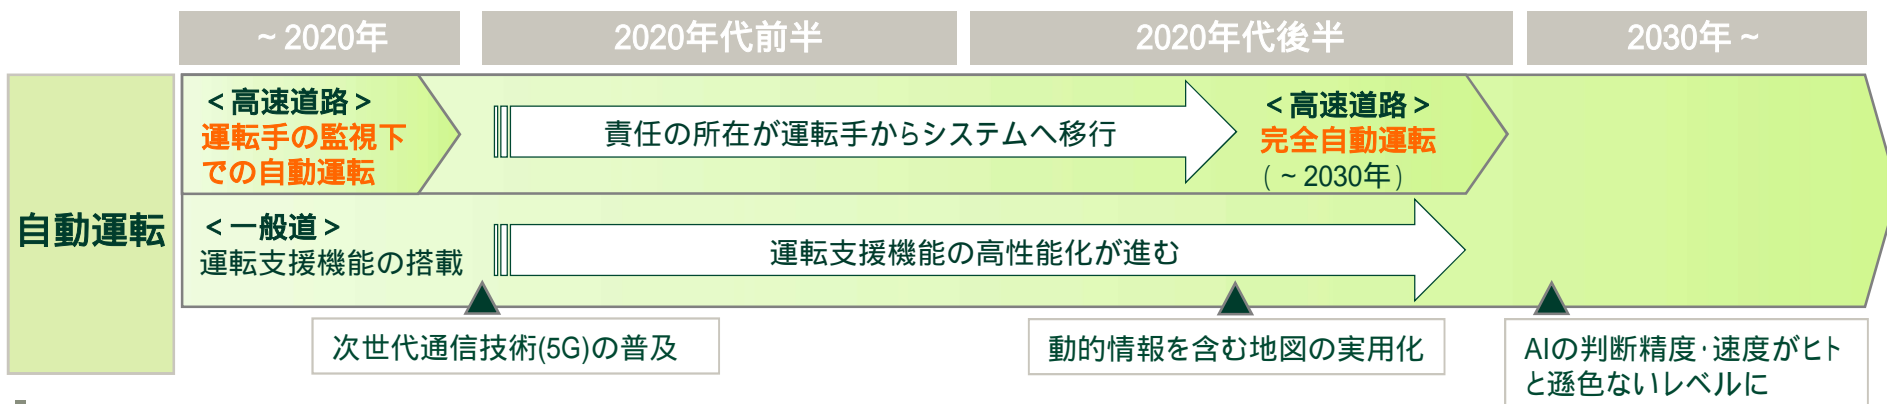 ~ 2020年
2020年代前半
2020年代後半
2030年 ~
自動運転
<高速道路>
運転手の監視下
での自動運転
責任の所在が運転手からシステムへ移行
<高速道路>
完全自動運転
(~2030年)
<一般道>
運転支援機能の搭載
運転支援機能の高性能化が進む
次世代通信技術(5G)の普及
動的情報を含む地図の実用化
AIの判断精度・速度がヒト
と遜色ないレベルに